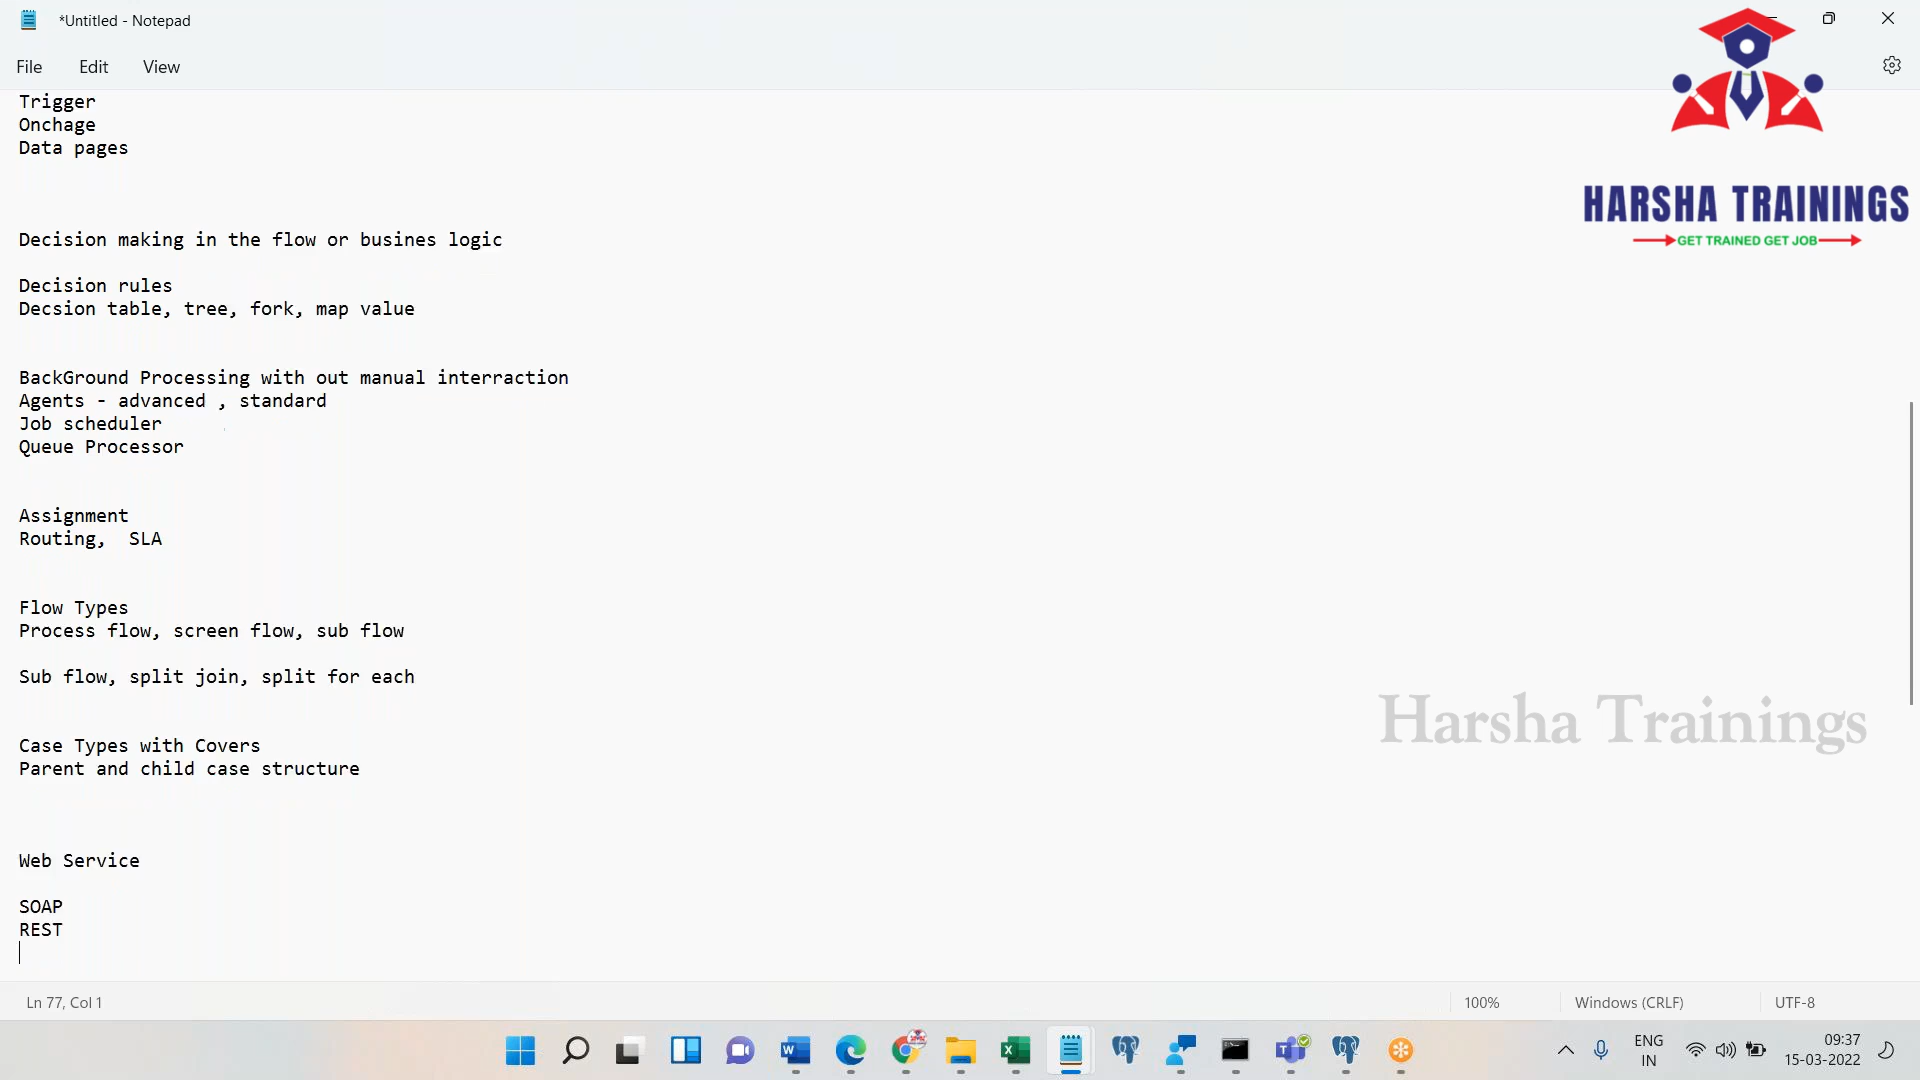 *Untitled - Notepad
File Edit View
Trigger
Onchage
Data pages
HARSHA TRAININGS
GET TRAINED GET JOB
Decision making in the flow or busines logic
Decision rules
Decsion table, tree, fork, map value
BackGround Processing with out manual interraction
Agents - advanced , standard
Job scheduler
Queue Processor
Assignment
Routing,  SLA
Flow Types
Process flow, screen flow, sub flow
Sub flow, split join, split for each
Harsha Trainings
Case Types with Covers
Parent and child case structure
Web Service
SOAP
REST
Ln 77, Col 1 100% Windows (CRLF) UTF-8
ENG
IN
09:37
15-03-2022